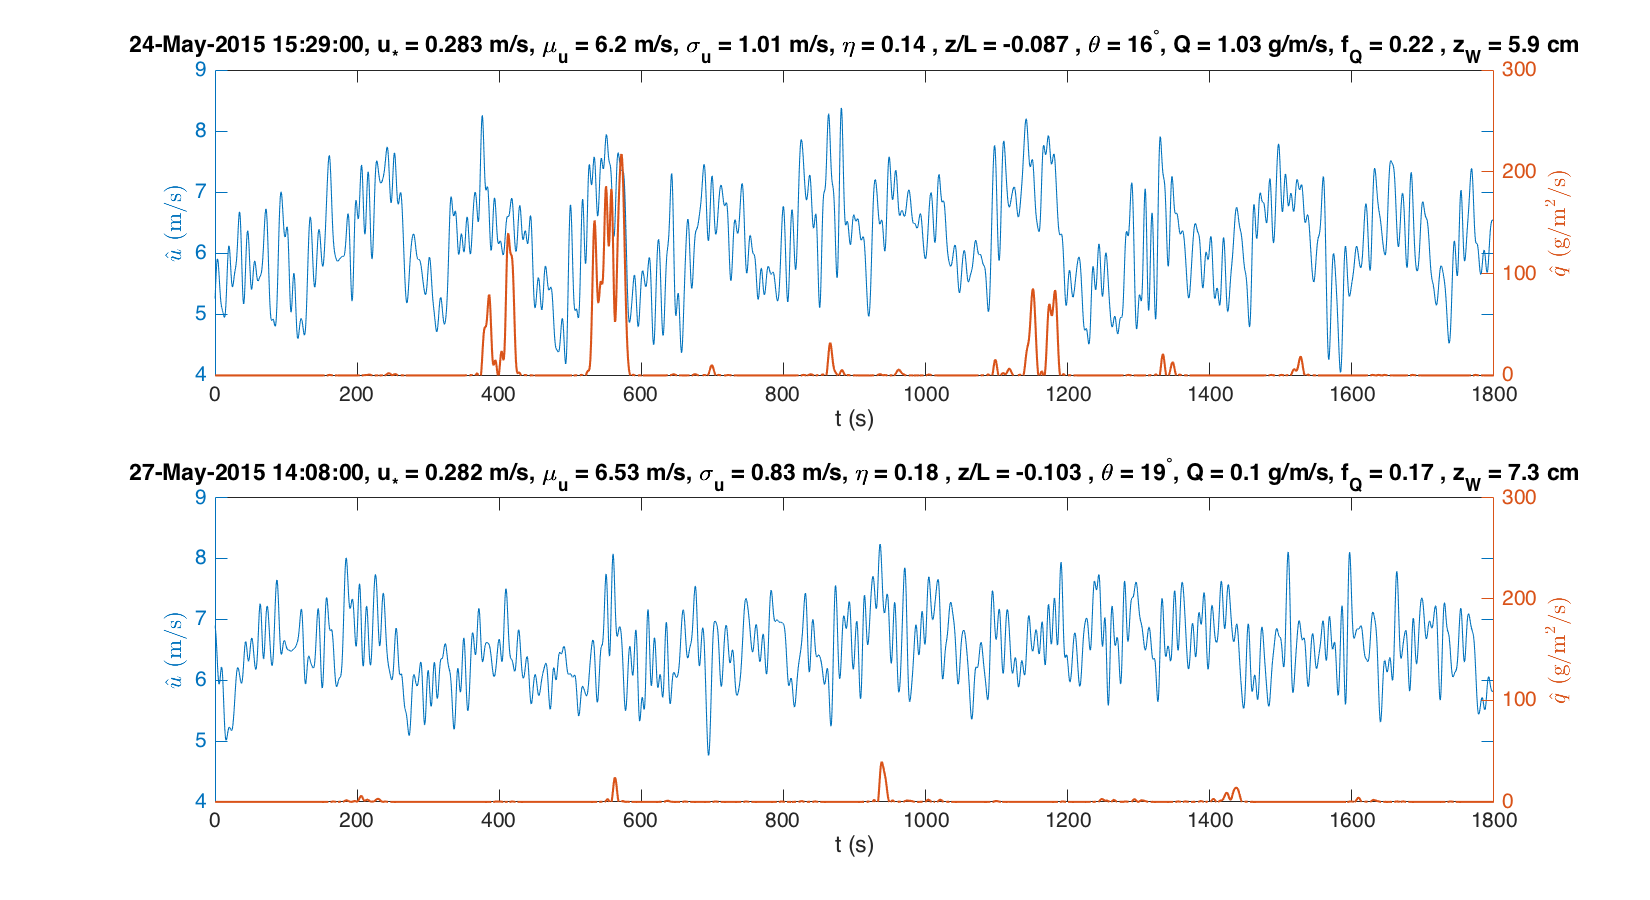 24-May-2015 15:29:00, u* = 0.283 m/s, μu = 6.2 m/s, σu = 1.01 m/s, η = 0.14 , z/L = -0.087 , θ = 16°, Q = 1.03 g/m/s, fQ = 0.22 , zW = 5.9 cm
9
8
7
6
5
4
û (m/s)
300
200
100
0
q̂ (g/m²/s)
0 200 400 600 800 1000 1200 1400 1600 1800
t (s)
27-May-2015 14:08:00, u* = 0.282 m/s, μu = 6.53 m/s, σu = 0.83 m/s, η = 0.18 , z/L = -0.103 , θ = 19°, Q = 0.1 g/m/s, fQ = 0.17 , zW = 7.3 cm
9
8
7
6
5
4
û (m/s)
300
200
100
0
q̂ (g/m²/s)
0 200 400 600 800 1000 1200 1400 1600 1800
t (s)